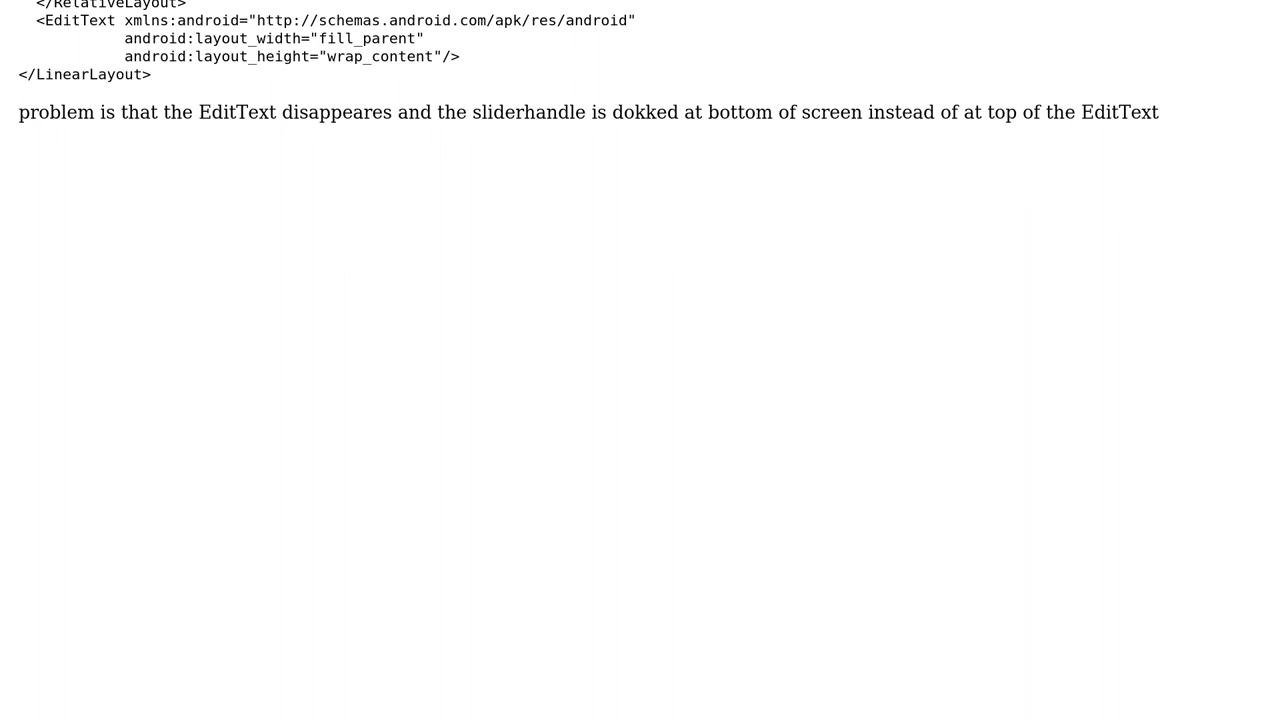 </RelativeLayout>
<EditText xmlns:android="http://schemas.android.com/apk/res/android"
android:layout_width="fill_parent"
android:layout_height="wrap_content"/>
</LinearLayout>
problem is that the EditText disappeares and the sliderhandle is dokked at bottom of screen instead of at top of the EditText